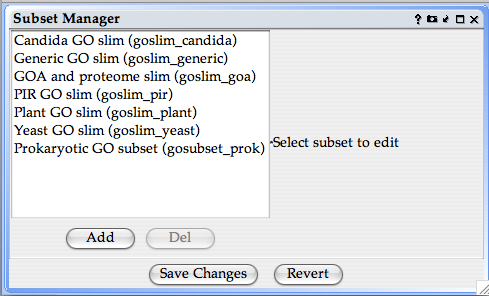 Subset Manager
Candida GO slim (goslim_candida)
Generic GO slim (goslim_generic)
GOA and proteome slim (goslim_goa)
PIR GO slim (goslim_pir)
Plant GO slim (goslim_plant)
Yeast GO slim (goslim_yeast)
Prokaryotic GO subset (gosubset_prok)
Select subset to edit
Add Del
Save Changes Revert